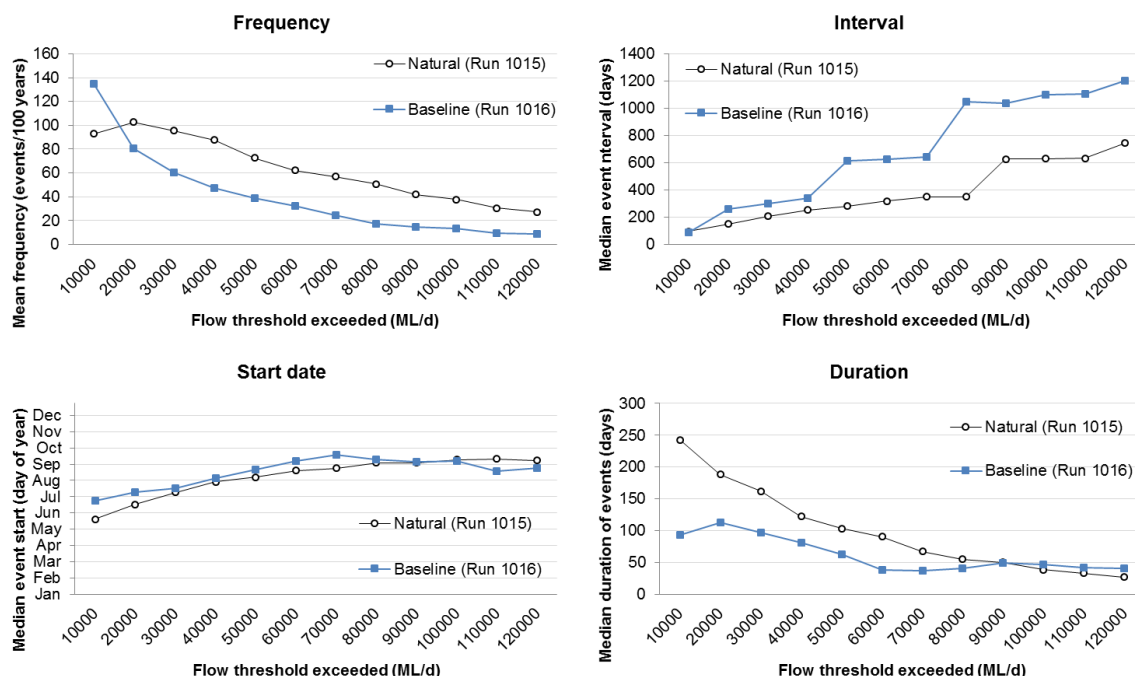 Frequency
Mean frequency (events/100 years)
160
140
120
100
80
60
40
20
0
Natural (Run 1015)
Baseline (Run 1016)
10000
20000
30000
40000
50000
60000
70000
80000
90000
100000
110000
120000
Flow threshold exceeded (ML/d)
Interval
Median event nterval (days)
1400
1200
1000
800
600
400
200
0
Natural (Run 1015)
Baseline (Run 1016)
10000
20000
30000
40000
50000
60000
70000
80000
90000
100000
110000
120000
Flow threshold exceeded (ML/d)
Start date
Median event start (day of year)
Dec
Nov
Oct
Sep
Aug
Jul
Jun
May
Apr
Mar
Feb
Jan
Natural (Run 1015)
Baseline (Run 1016)
10000
20000
30000
40000
50000
60000
70000
80000
90000
100000
110000
120000
Flow threshold exceeded (ML/d)
Duration
Median duration of events (days)
300
250
200
150
100
50
0
Natural (Run 1015)
Baseline (Run 1016)
10000
20000
30000
40000
50000
60000
70000
80000
90000
100000
110000
120000
Flow threshold exceeded (ML/d)